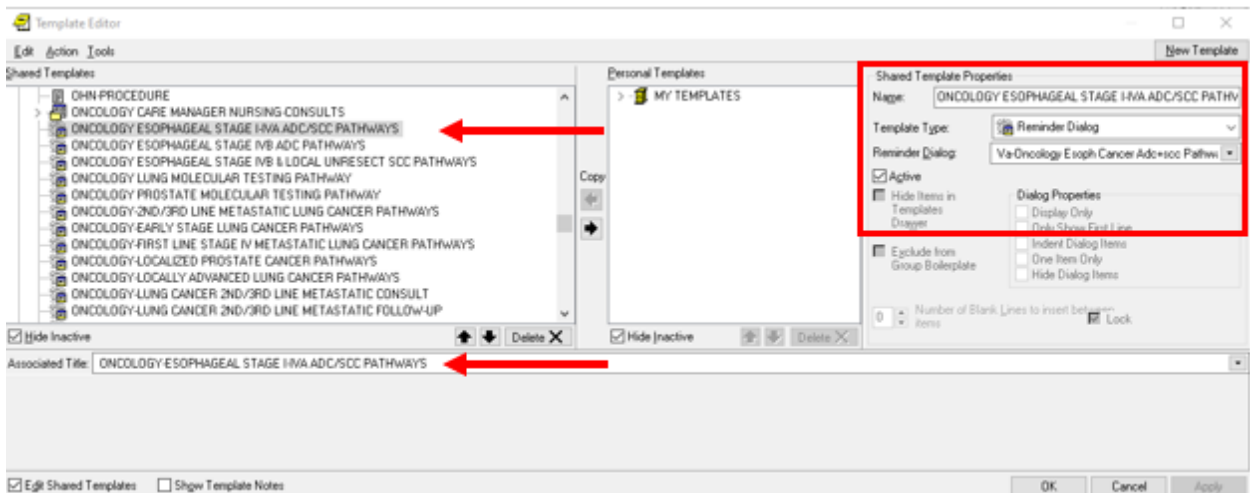 Template Editor
Edit Action Tools
New Template
Shared Templates
OHN-PROCEDURE
ONCOLOGY CARE MANAGER NURSING-CONSULTS
ONCOLOGY ESOPHAGEAL STAGE I-IVA ADC/SCC PATHWAYS
ONCOLOGY ESOPHAGEAL STAGE IVB ADC PATHWAYS
ONCOLOGY ESOPHAGEAL STAGE IVB & LOCAL UNRESECT SCC PATHWAYS
ONCOLOGY LUNG MOLECULAR TESTING PATHWAY
ONCOLOGY PROSTATE MOLECULAR TESTING PATHWAY
ONCOLOGY-2ND/3RD LINE METASTATIC LUNG CANCER PATHWAYS
ONCOLOGY-EARLY STAGE LUNG CANCER PATHWAYS
ONCOLOGY-FIRST LINE STAGE IV METASTATIC LUNG CANCER PATHWAYS
ONCOLOGY-LOCALIZED PROSTATE CANCER PATHWAYS
ONCOLOGY-LOCALLY ADVANCED LUNG CANCER PATHWAYS
ONCOLOGY-LUNG CANCER 2ND/3RD LINE METASTATIC CONSULT
ONCOLOGY-LUNG CANCER 2ND/3RD LINE METASTATIC FOLLOW-UP
Hide Inactive
Delete
Copy
Personal Templates
MY TEMPLATES
Hide Inactive
Delete
Shared Template Properties
Name: ONCOLOGY ESOPHAGEAL STAGE I-IVA ADC/SCC PATHW
Template Type: Reminder Dialog
Reminder Dialog: Va-Oncology Esoph Cancer Adc+scc Pathwa
Active
Hide Items in
Templates
Drawer
Dialog Properties
Display Only
Only Show First Line
Indent Dialog Items
One Item Only
Hide Dialog Items
Exclude from
Group Boilerplate
0 Number of Blank Lines to insert between
items
Lock
Associated Title: ONCOLOGY-ESOPHAGEAL STAGE I-IVA ADC/SCC PATHWAYS
Edit Shared Templates
Show Template Notes
OK
Cancel
Apply